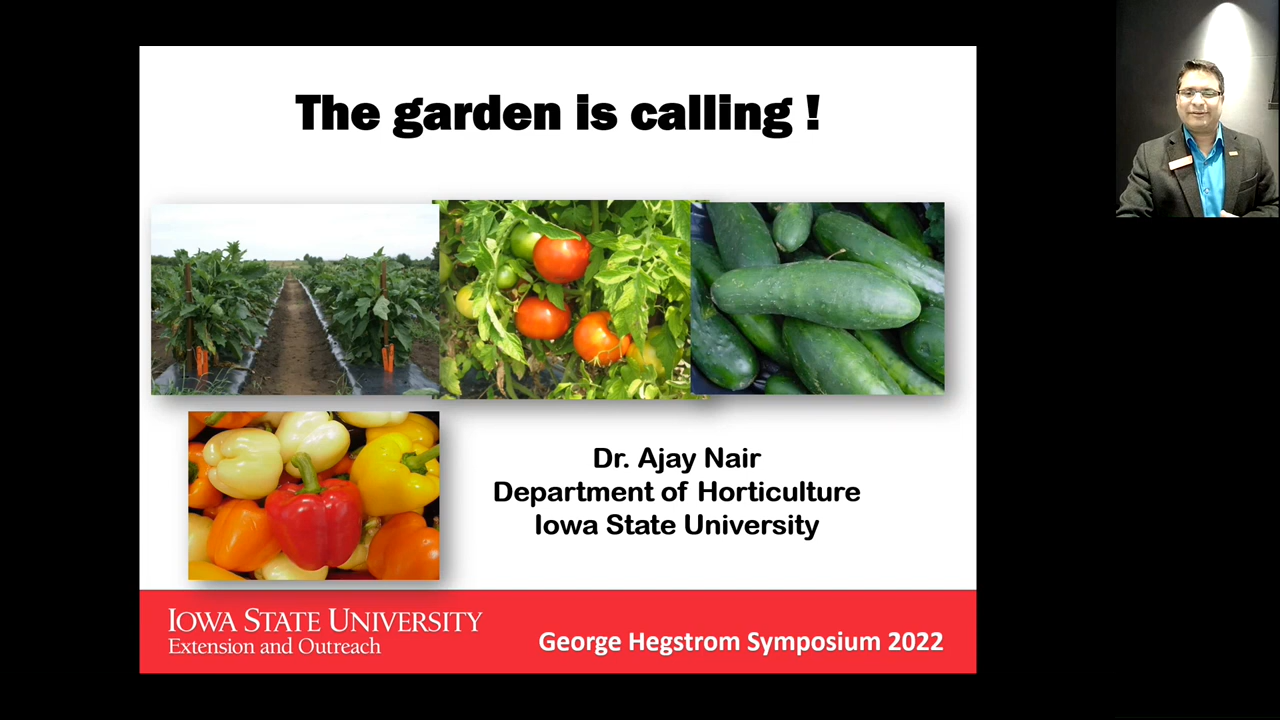 The garden is calling !
Dr. Ajay Nair
Department of Horticulture
Iowa State University
IOWA STATE UNIVERSITY
Extension and Outreach
George Hegstrom Symposium 2022